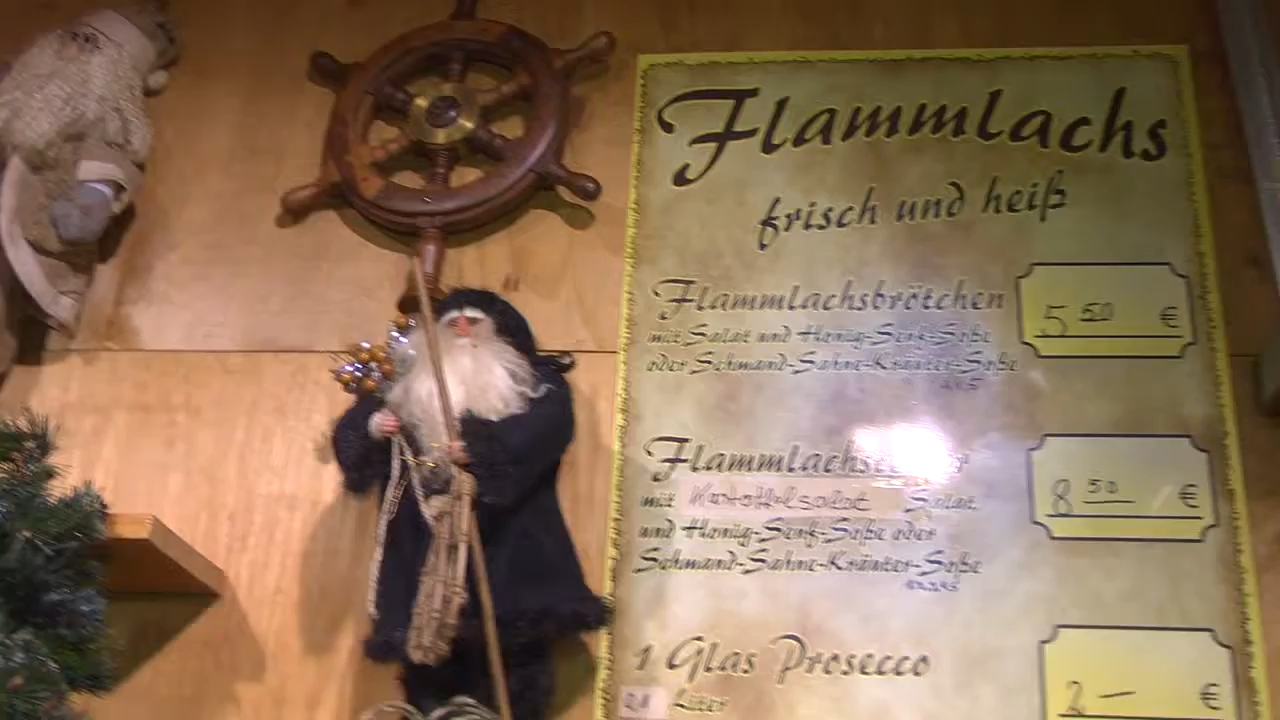 Flammlachs
frisch und heiß
Flammlachsbrötchen
mit Salat und Honig-Senf-Soße
oder Schmand-Sahne-Kräuter-Soße
5 50 €
mit Kartoffelsalat Salat
und Honig-Senf-Soße oder
Schmand-Sahne-Kräuter-Soße
8 50 €
1 Glas Prosecco
Liter
2 — €